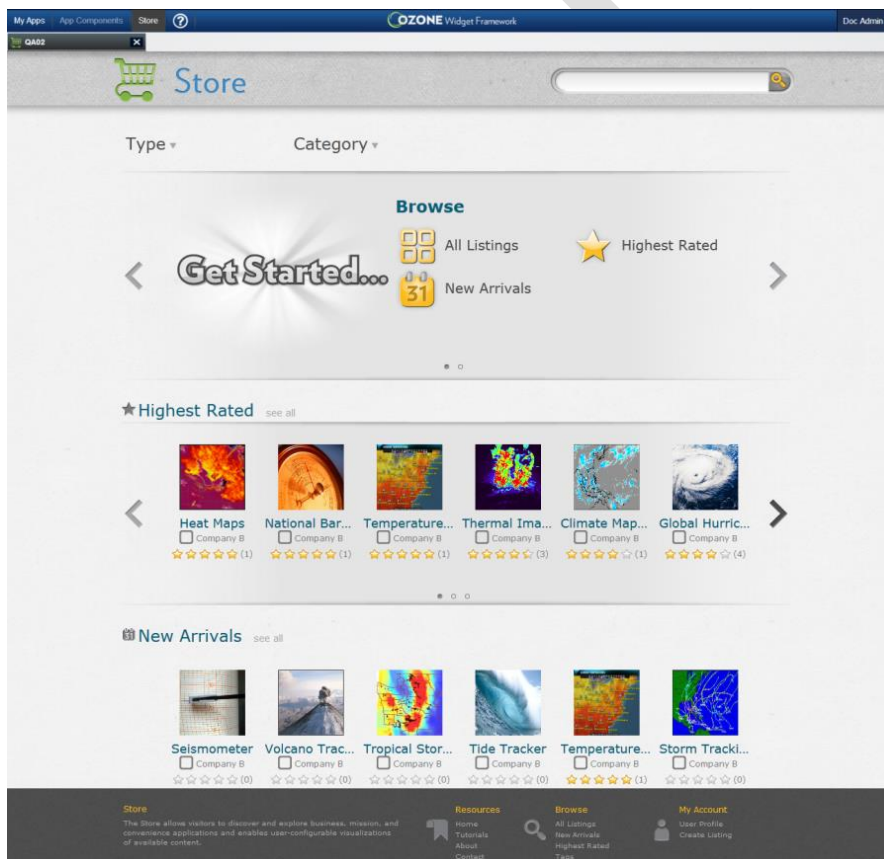 My Apps App Components Store ? OZONE Widget Framework Doc Admin
QA02
Store
Type Category
Browse
Get Started...
All Listings Highest Rated
31 New Arrivals
Highest Rated see all
Heat Maps National Bar... Temperature... Thermal Ima... Climate Map... Global Hurric...
Company B Company B Company B Company B Company B Company B
(1) (1) (1) (3) (1) (4)
31 New Arrivals see all
Seismometer Volcano Trac... Tropical Stor... Tide Tracker Temperature... Storm Tracki...
Company B Company B Company B Company B Company B Company B
(0) (0) (0) (0) (1) (0)
Store Resources Browse My Account
The Store allows visitors to discover and explore business, mission, and Home All Listings User Profile
convenience applications and enables user-configurable visualizations Tutorials New Arrivals Create Listing
of available content. About Highest Rated
Contact Tags